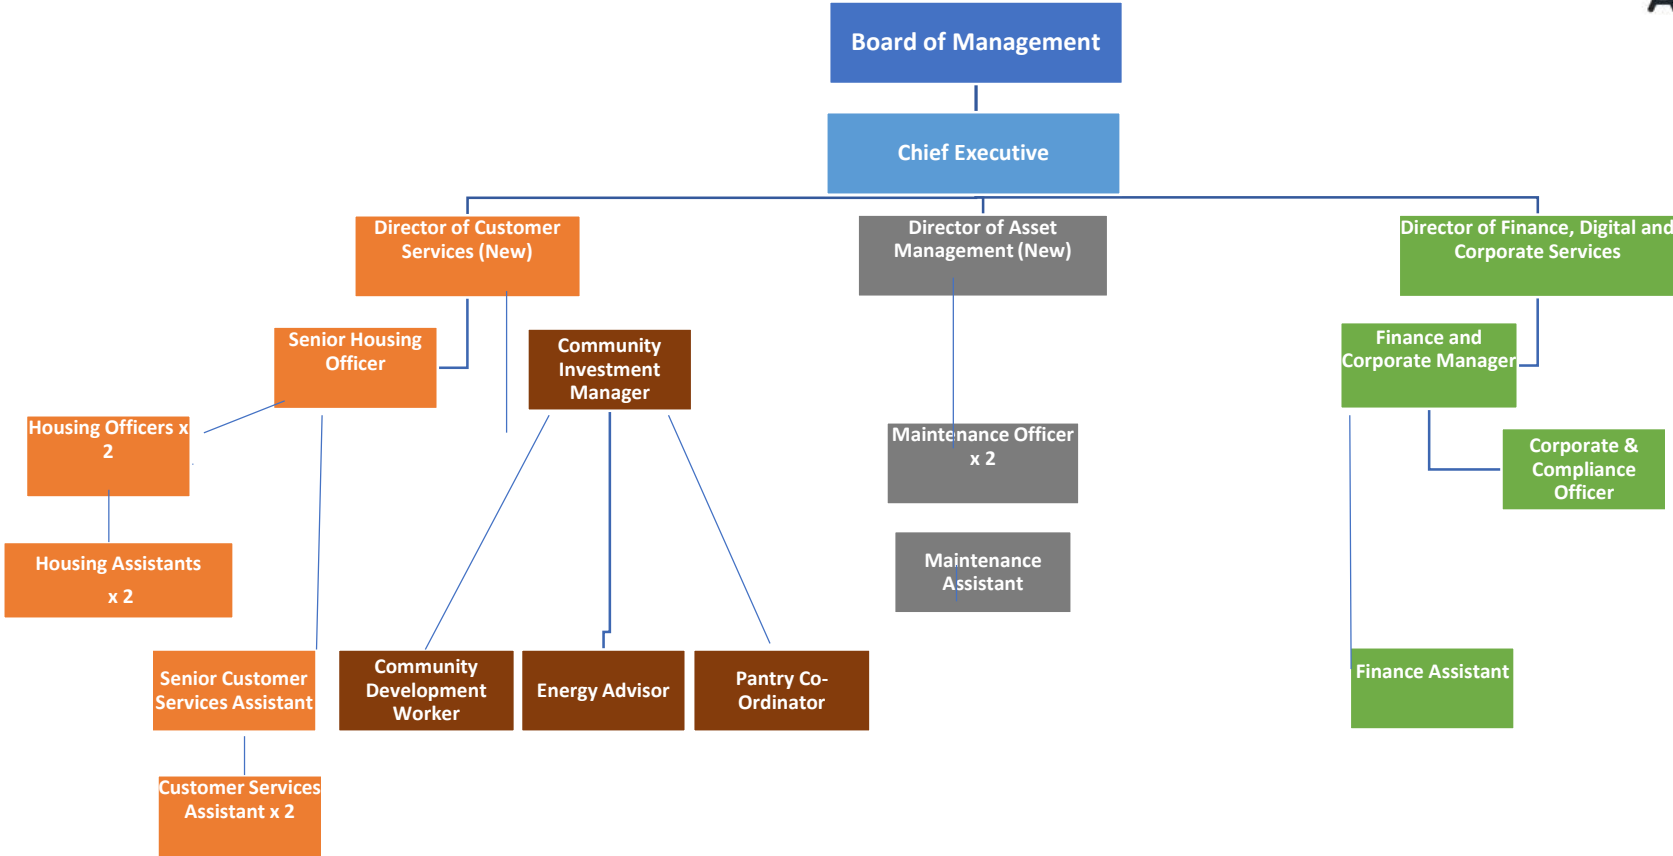 Board of Management
Chief Executive
Director of Customer
Services (New)
Director of Asset
Management (New)
Director of Finance, Digital and
Corporate Services
Senior Housing
Officer
Community
Investment
Manager
Finance and
Corporate Manager
Housing Officers x
2
Maintenance Officer
x 2
Corporate &
Compliance
Officer
Housing Assistants
x 2
Maintenance
Assistant
Senior Customer
Services Assistant
Community
Development
Worker
Energy Advisor
Pantry Co-
Ordinator
Finance Assistant
Customer Services
Assistant x 2